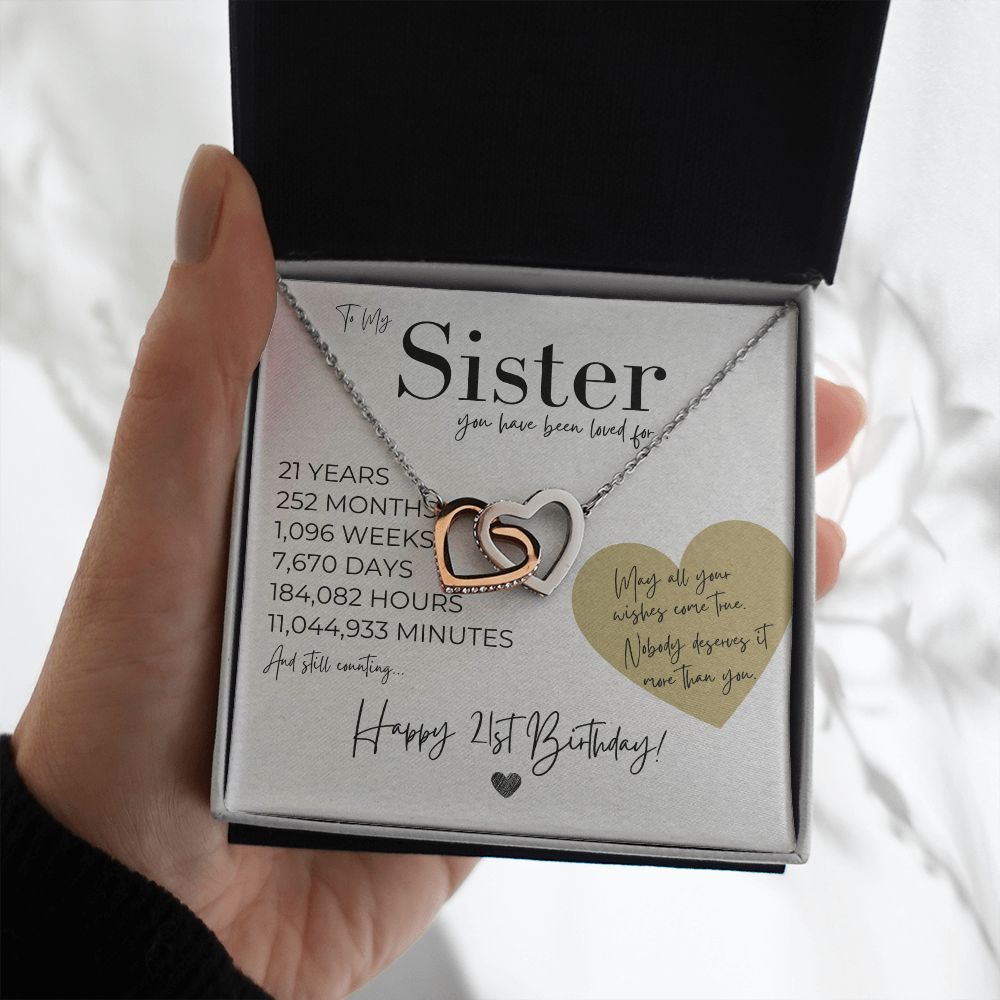 To My
Sister
you have been loved for
21 YEARS
252 MONTHS
1,096 WEEKS
7,670 DAYS
184,082 HOURS
11,044,933 MINUTES
And still counting...
May all your
wishes come true.
Nobody deserves it
more than you.
Happy 21st Birthday!